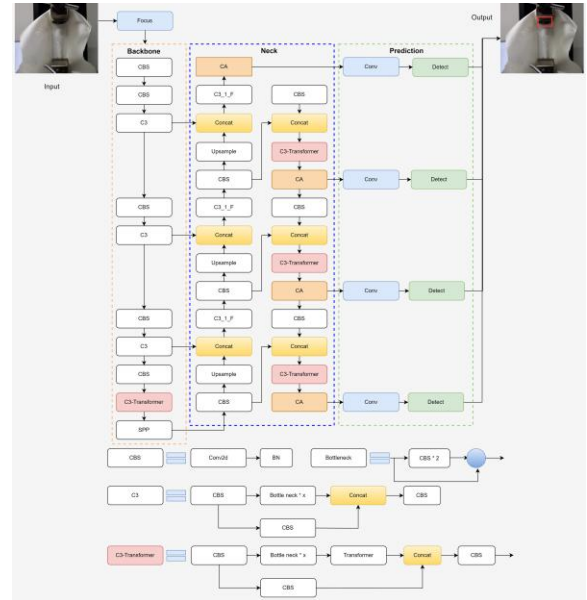 Output
Focus
Input
Backbone
Neck
Prediction
CBS
CA
Conv
Detect
CBS
C3_1_F
CBS
C3
Concat
Concat
Upsample
C3-Transformer
CBS
CA
Conv
Detect
CBS
C3_1_F
CBS
C3
Concat
Concat
Upsample
C3-Transformer
CBS
CA
Conv
Detect
CBS
C3_1_F
CBS
C3
Concat
Concat
CBS
Upsample
C3-Transformer
C3-Transformer
CBS
CA
Conv
Detect
SPP
CBS
Conv2d
BN
Bottleneck
CBS * 2
C3
CBS
Bottle neck * x
Concat
CBS
CBS
C3-Transformer
CBS
Bottle neck * x
Transformer
Concat
CBS
CBS